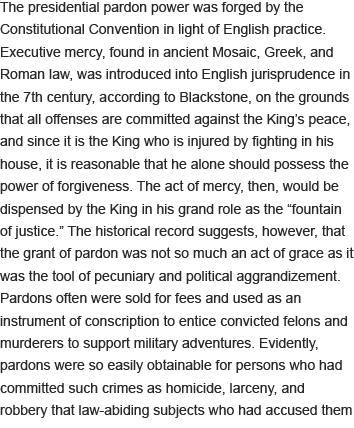 The presidential pardon power was forged by the
Constitutional Convention in light of English practice.
Executive mercy, found in ancient Mosaic, Greek, and
Roman law, was introduced into English jurisprudence in
the 7th century, according to Blackstone, on the grounds
that all offenses are committed against the King’s peace,
and since it is the King who is injured by fighting in his
house, it is reasonable that he alone should possess the
power of forgiveness. The act of mercy, then, would be
dispensed by the King in his grand role as the “fountain
of justice.” The historical record suggests, however, that
the grant of pardon was not so much an act of grace as it
was the tool of pecuniary and political aggrandizement.
Pardons often were sold for fees and used as an
instrument of conscription to entice convicted felons and
murderers to support military adventures. Evidently,
pardons were so easily obtainable for persons who had
committed such crimes as homicide, larceny, and
robbery that law-abiding subjects who had accused them